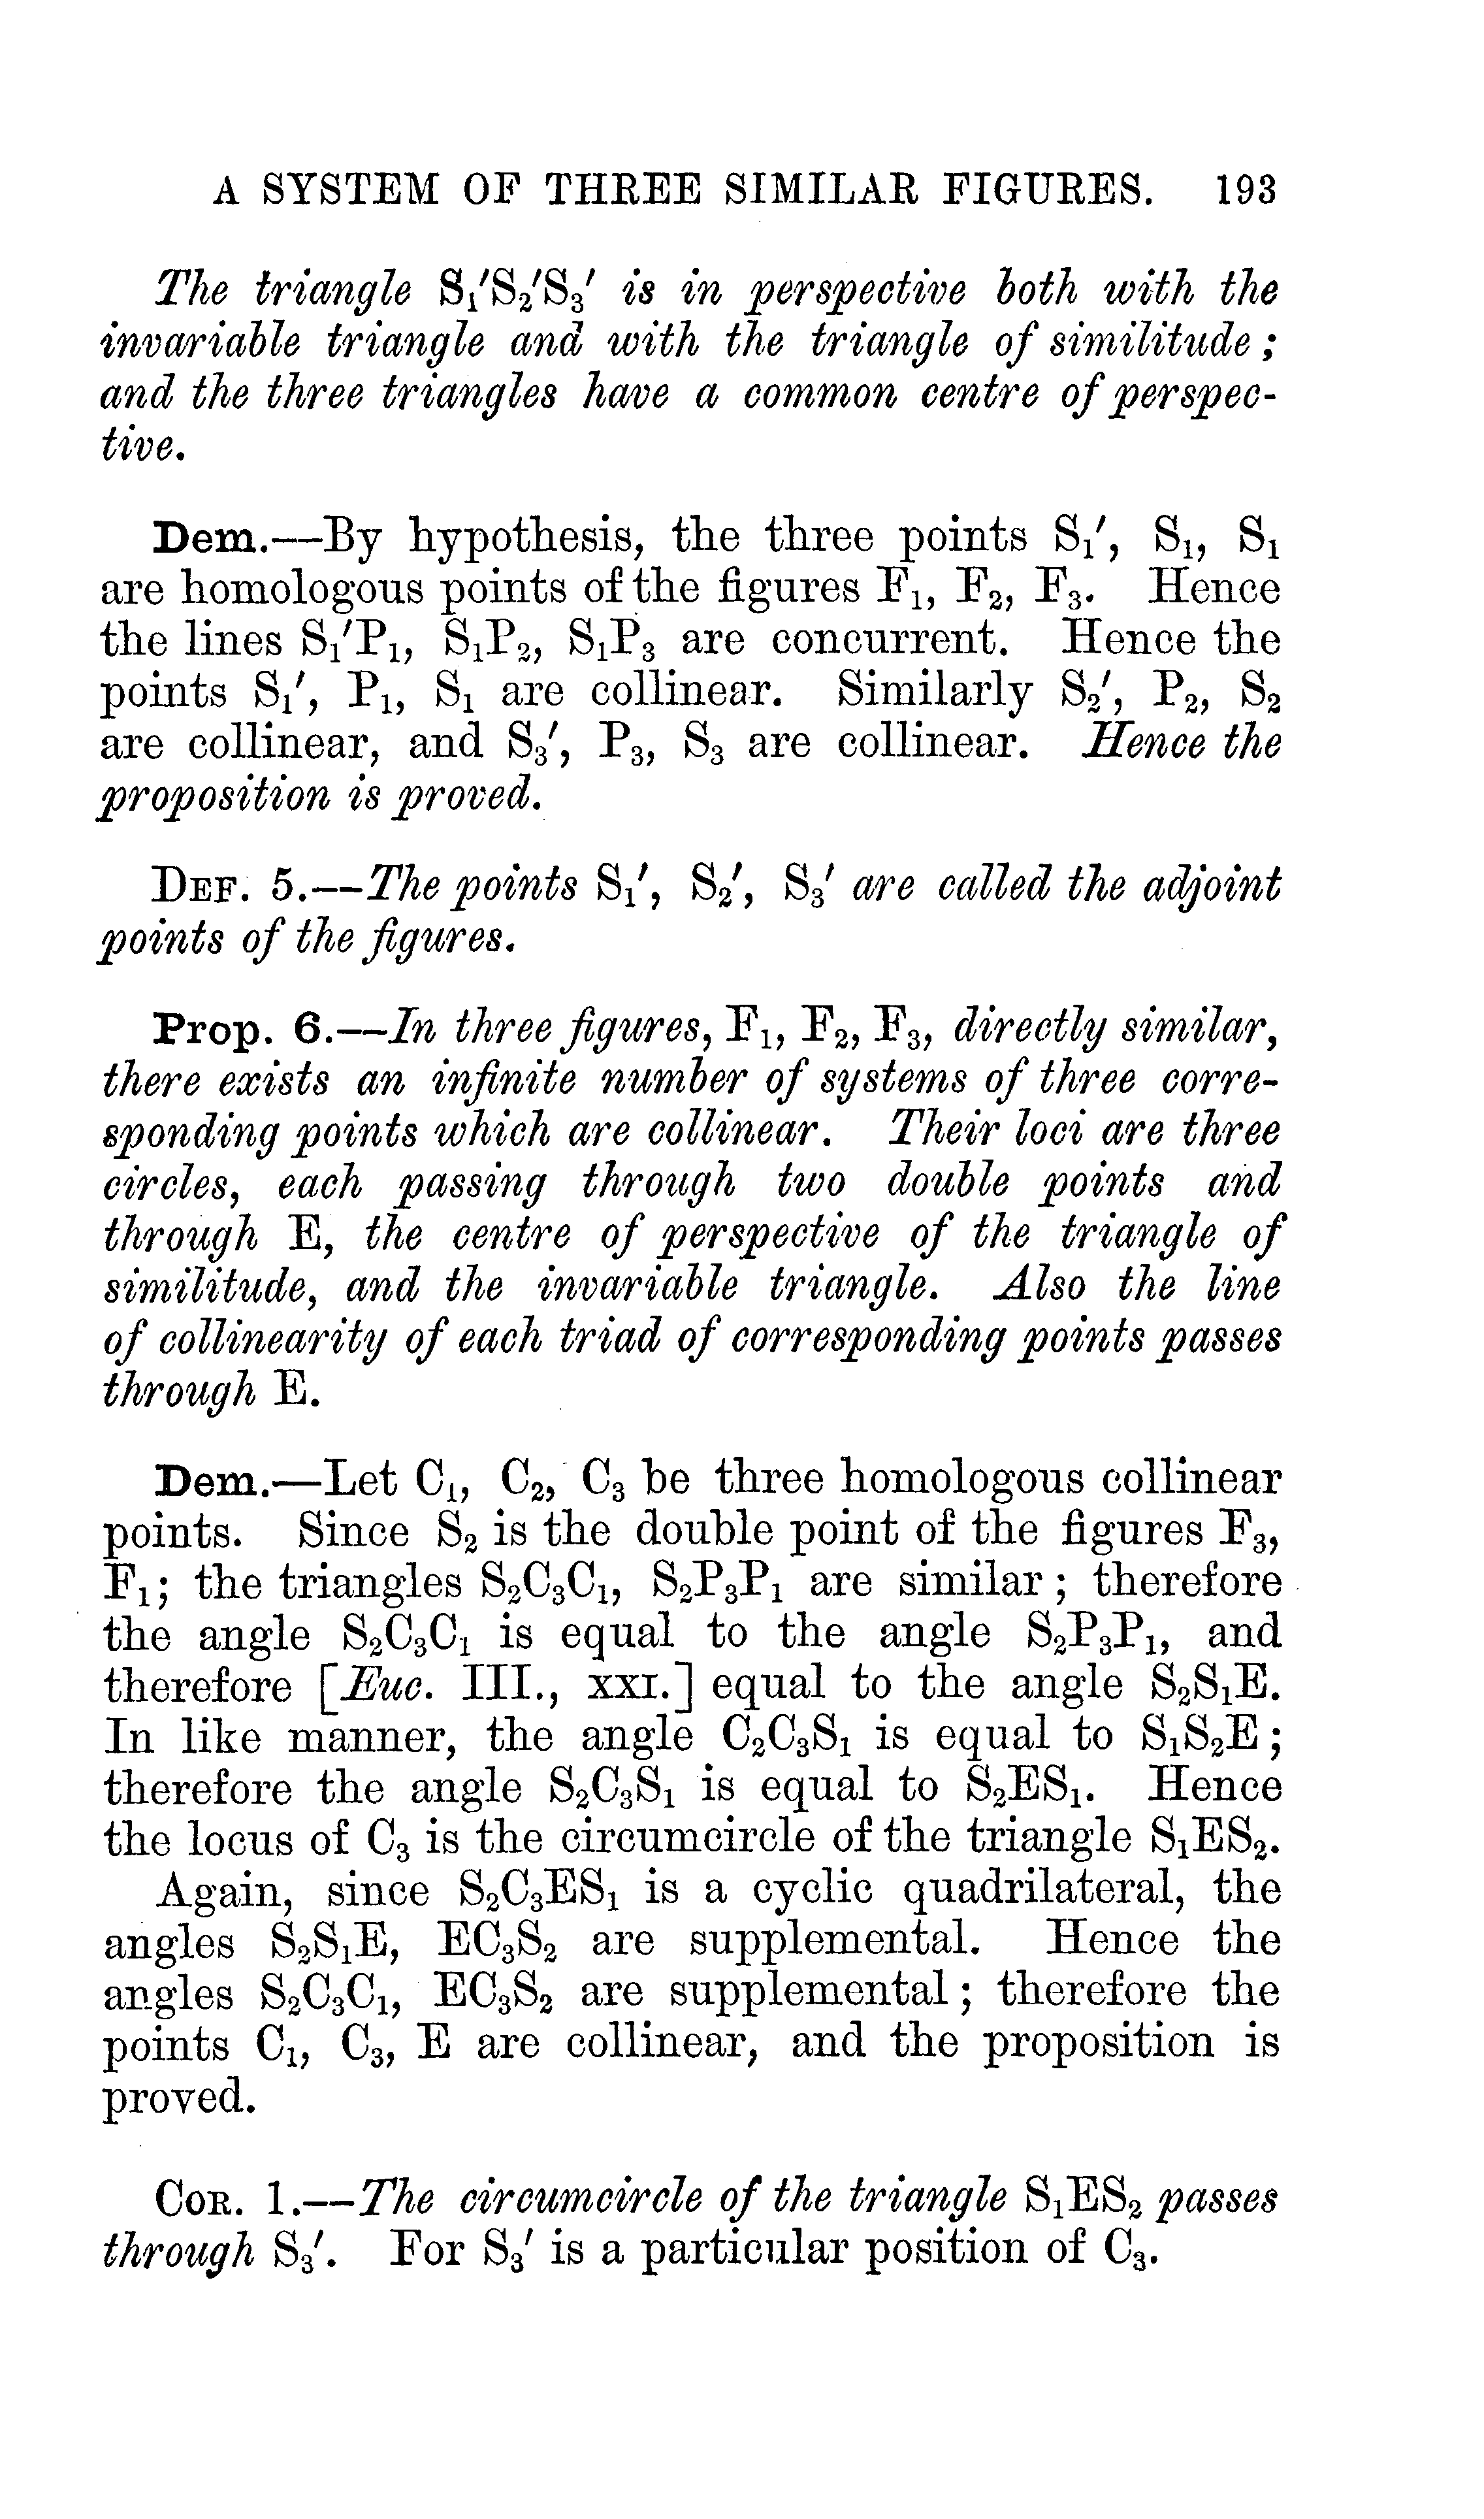 A SYSTEM OF THREE SIMILAR FIGURES. 193
The triangle S₁′S₂′S₃′ is in perspective both with the
invariable triangle and with the triangle of similitude ;
and the three triangles have a common centre of perspec-
tive.
Dem.—By hypothesis, the three points S₁′, S₁, S₁
are homologous points of the figures F₁, F₂, F₃. Hence
the lines S₁′P₁, S₁P₂, S₁P₃ are concurrent. Hence the
points S₁′, P₁, S₁ are collinear. Similarly S₂′, P₂, S₂
are collinear, and S₃′, P₃, S₃ are collinear. Hence the
proposition is proved.
DEF. 5.—The points S₁′, S₂′, S₃′ are called the adjoint
points of the figures.
Prop. 6.—In three figures, F₁, F₂, F₃, directly similar,
there exists an infinite number of systems of three corre-
sponding points which are collinear. Their loci are three
circles, each passing through two double points and
through E, the centre of perspective of the triangle of
similitude, and the invariable triangle. Also the line
of collinearity of each triad of corresponding points passes
through E.
Dem.—Let C₁, C₂, C₃ be three homologous collinear
points. Since S₂ is the double point of the figures F₃,
F₁; the triangles S₂C₃C₁, S₂P₃P₁ are similar ; therefore
the angle S₂C₃C₁ is equal to the angle S₂P₃P₁, and
therefore [Euc. III., XXI.] equal to the angle S₂S₁E.
In like manner, the angle C₂C₃S₁ is equal to S₁S₂E ;
therefore the angle S₂C₃S₁ is equal to S₂ES₁. Hence
the locus of C₃ is the circumcircle of the triangle S₁ES₂.
Again, since S₂C₃ES₁ is a cyclic quadrilateral, the
angles S₂S₁E, EC₃S₂ are supplemental. Hence the
angles S₂C₃C₁, EC₃S₂ are supplemental ; therefore the
points C₁, C₃, E are collinear, and the proposition is
proved.
COR. 1.—The circumcircle of the triangle S₁ES₂ passes
through S₃′. For S₃′ is a particular position of C₃.